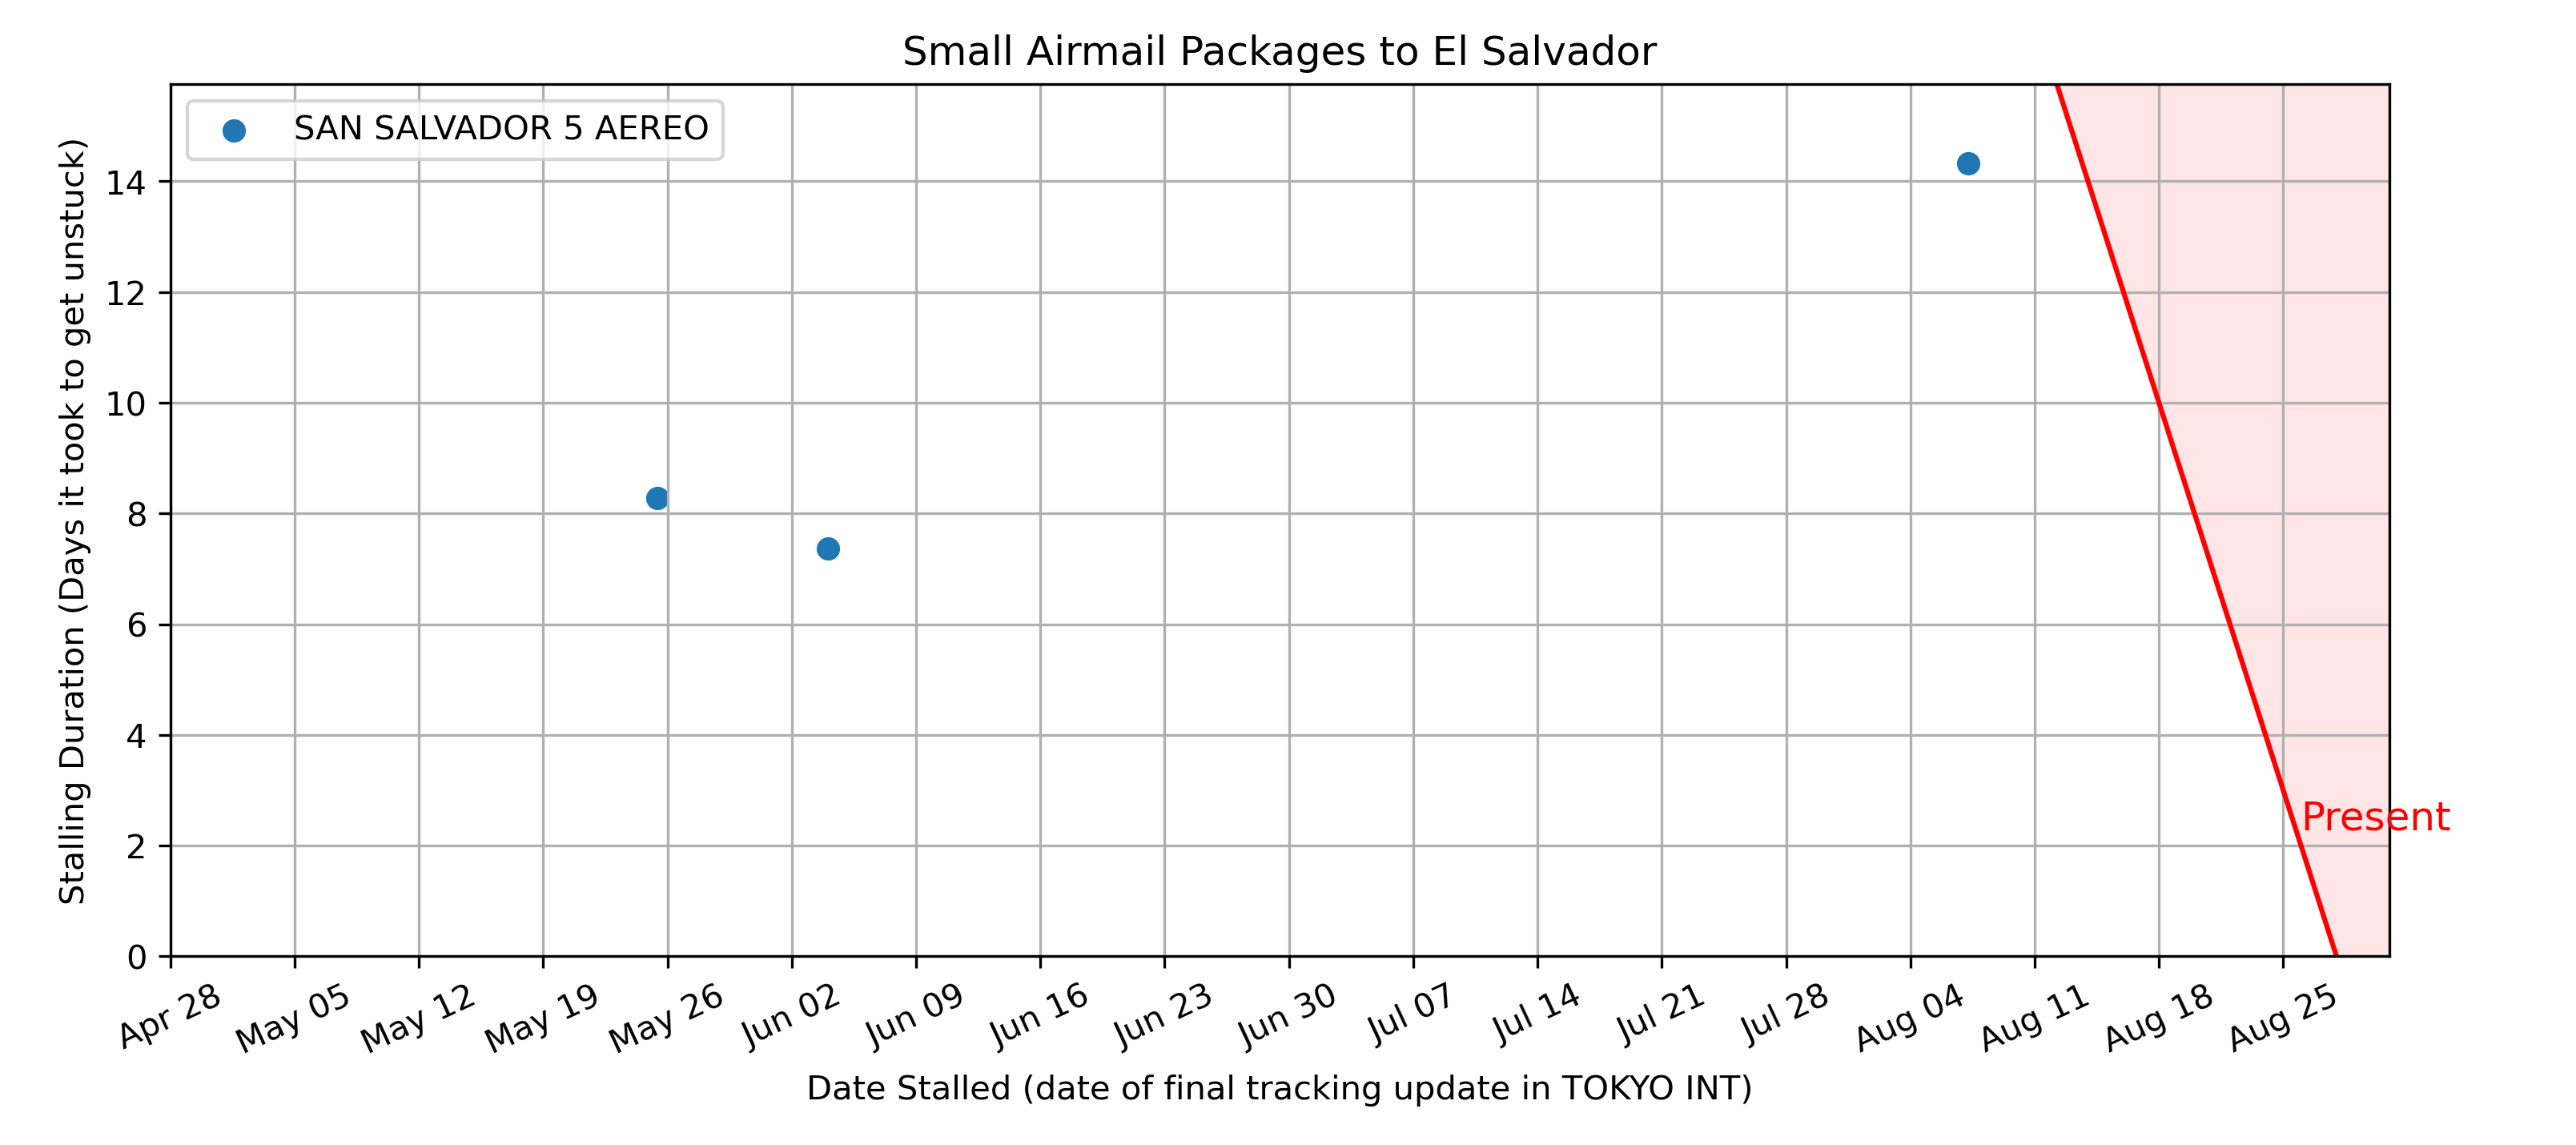 Small Airmail Packages to El Salvador
SAN SALVADOR 5 AEREO
Stalling Duration (Days it took to get unstuck)
14
12
10
8
6
4
2
0
Present
Apr 28
May 05
May 12
May 19
May 26
Jun 02
Jun 09
Jun 16
Jun 23
Jun 30
Jul 07
Jul 14
Jul 21
Jul 28
Aug 04
Aug 11
Aug 18
Aug 25
Date Stalled (date of final tracking update in TOKYO INT)